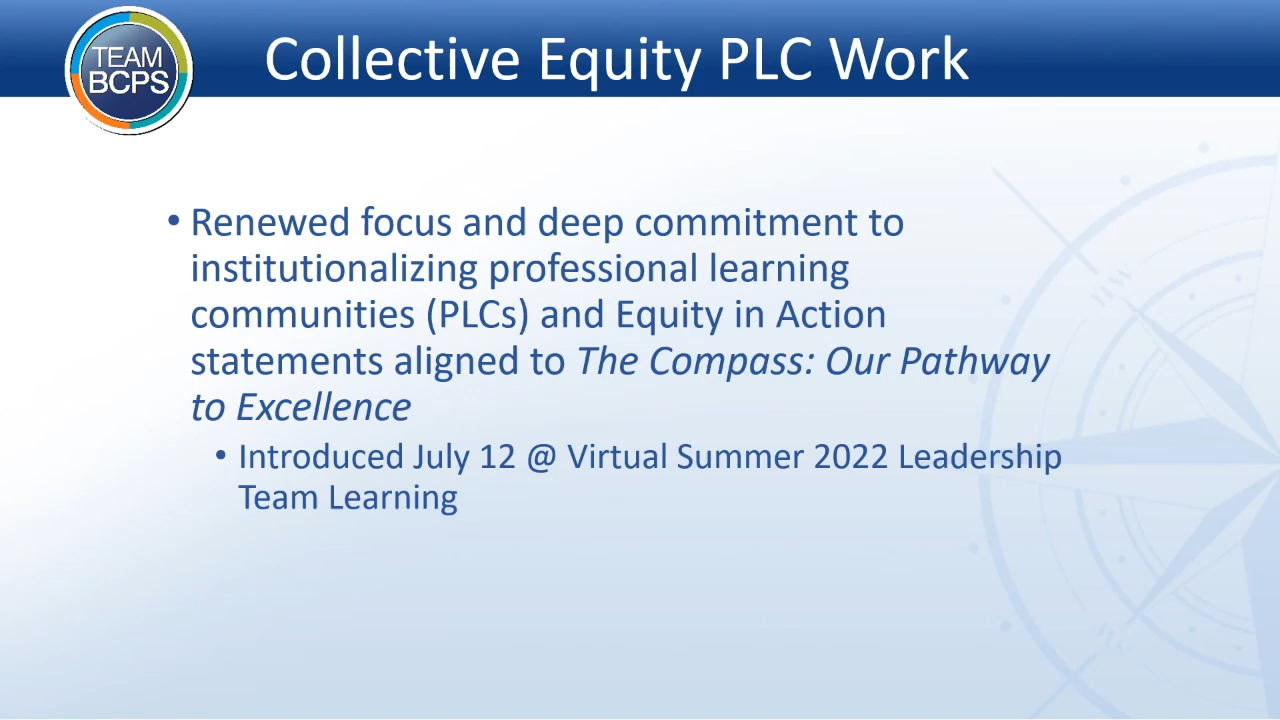 TEAM
BCPS
Collective Equity PLC Work
• Renewed focus and deep commitment to
institutionalizing professional learning
communities (PLCs) and Equity in Action
statements aligned to The Compass: Our Pathway
to Excellence
• Introduced July 12 @ Virtual Summer 2022 Leadership
Team Learning